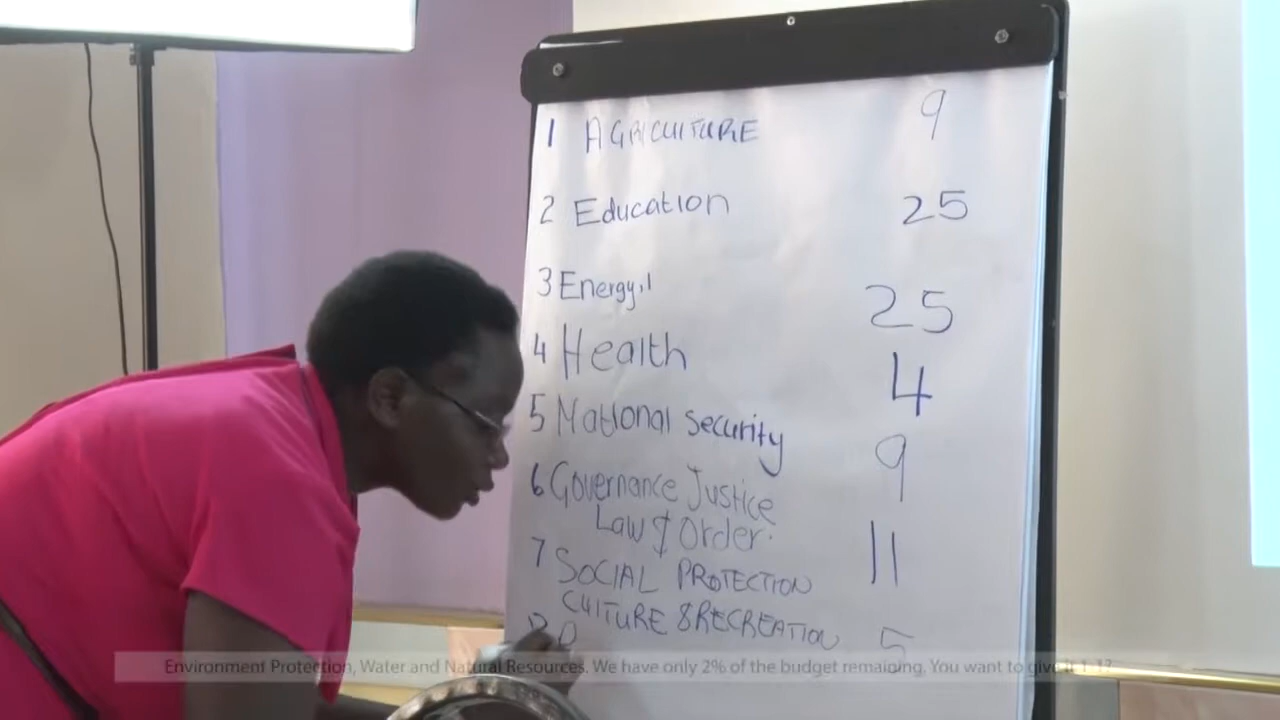 1 AGRICULTURE 9
2 Education 25
3 Energy, 25
4 Health 4
5 National security 9
6 Governance Justice
Law & Order. 11
7 SOCIAL PROTECTION
CULTURE & RECREATION 5
8
Environment Protection, Water and Natural Resources. We have only 2% of the budget remaining. You want to give it 1 1?